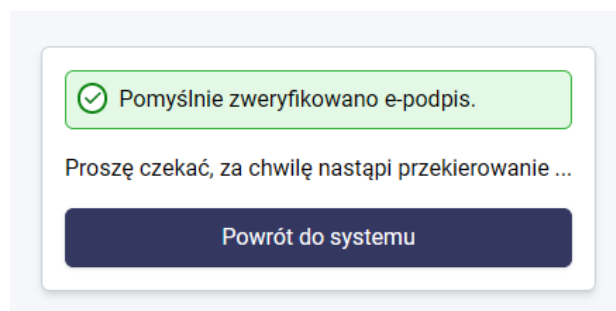 Pomyślnie zweryfikowano e-podpis.
Proszę czekać, za chwilę nastąpi przekierowanie ...
Powrót do systemu